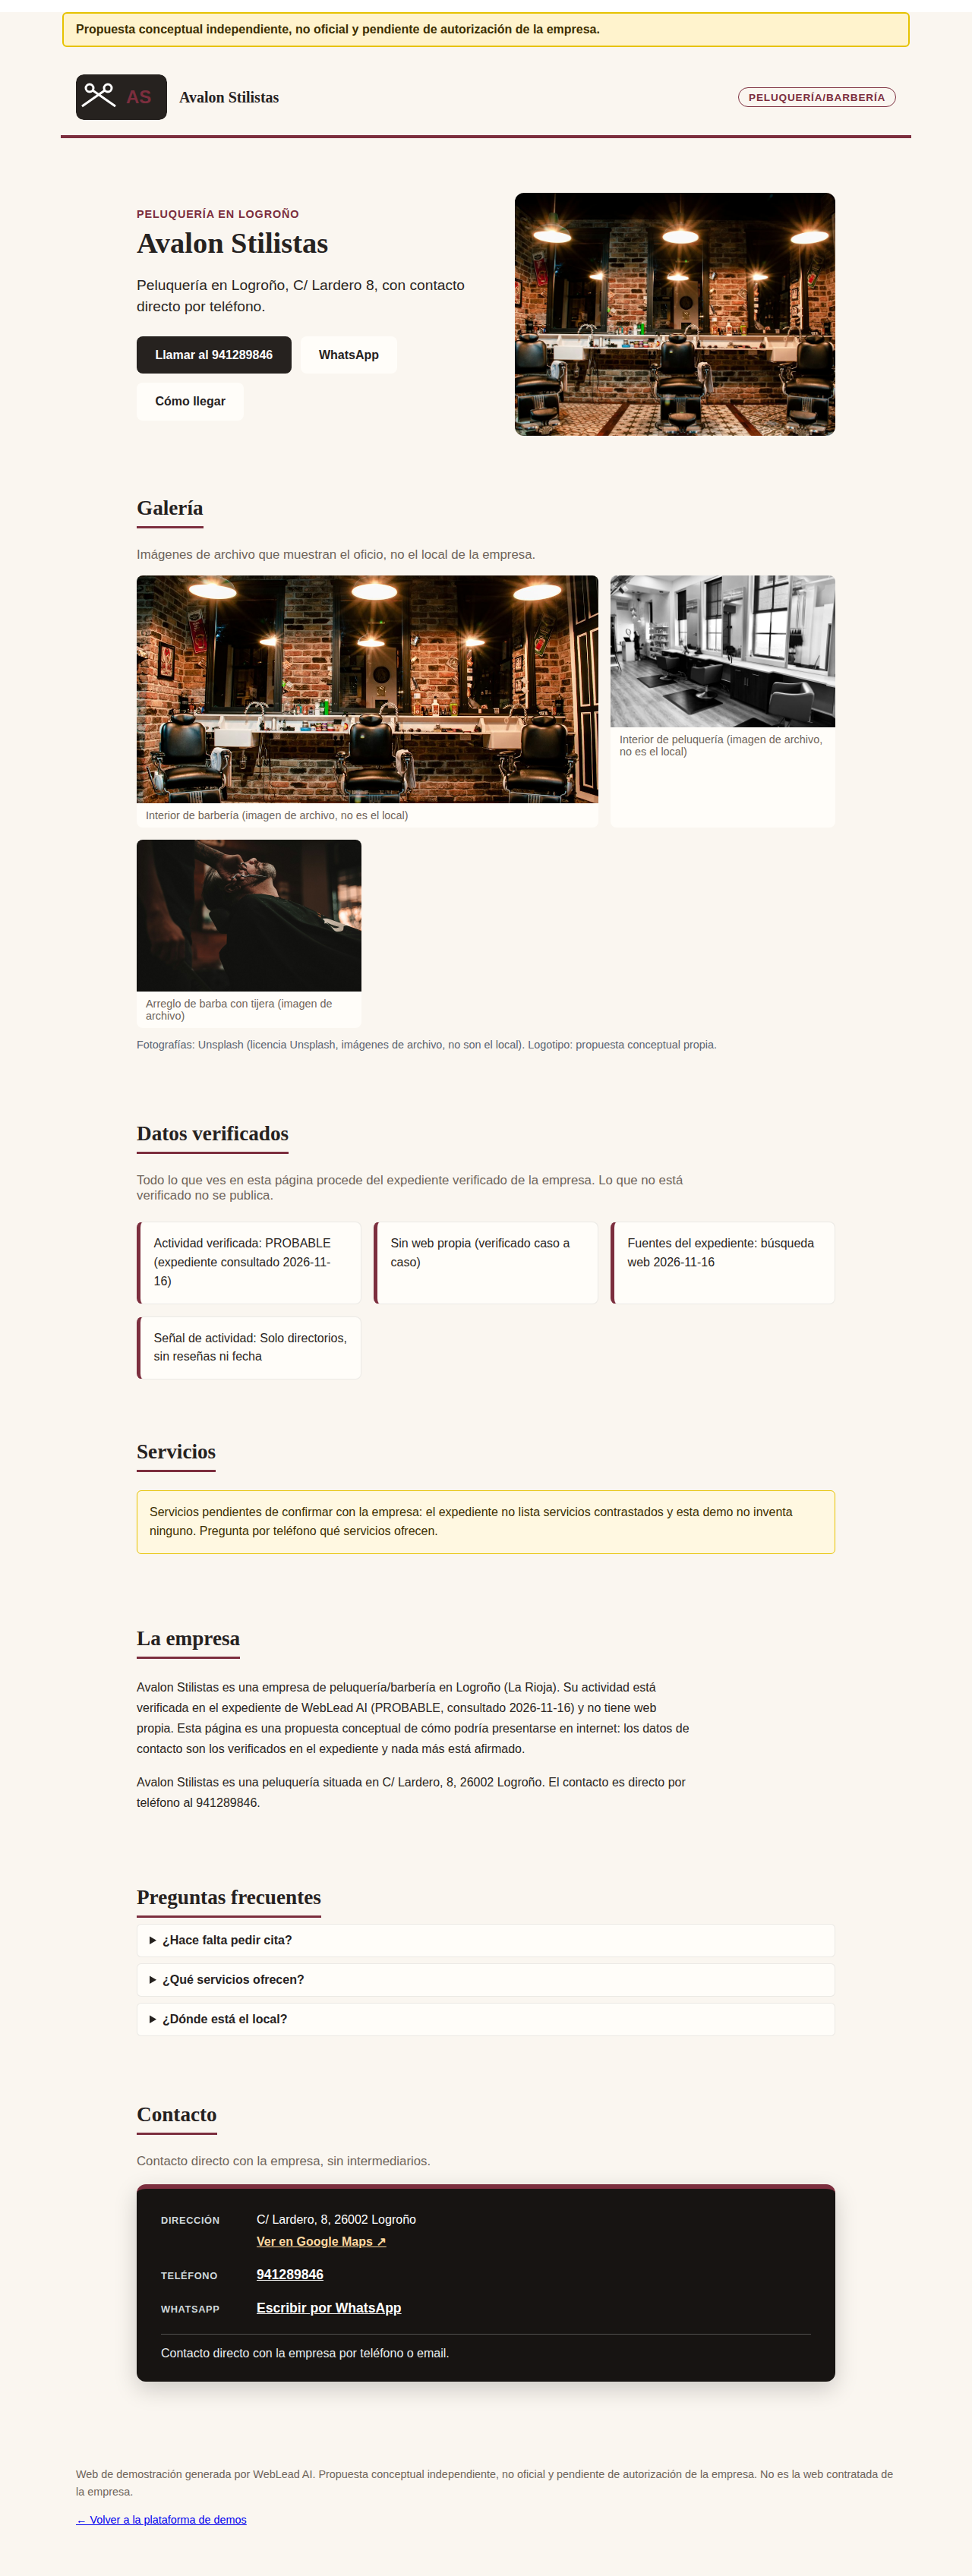 Propuesta conceptual independiente, no oficial y pendiente de autorización de la empresa.
AS
Avalon Stilistas
PELUQUERÍA/BARBERÍA
PELUQUERÍA EN LOGROÑO
Avalon Stilistas
Peluquería en Logroño, C/ Lardero 8, con contacto
directo por teléfono.
Llamar al 941289846
WhatsApp
Cómo llegar
Galería
Imágenes de archivo que muestran el oficio, no el local de la empresa.
Interior de barbería (imagen de archivo, no es el local)
Interior de peluquería (imagen de archivo,
no es el local)
Arreglo de barba con tijera (imagen de
archivo)
Fotografías: Unsplash (licencia Unsplash, imágenes de archivo, no son el local). Logotipo: propuesta conceptual propia.
Datos verificados
Todo lo que ves en esta página procede del expediente verificado de la empresa. Lo que no está
verificado no se publica.
Actividad verificada: PROBABLE
(expediente consultado 2026-11-
16)
Sin web propia (verificado caso a
caso)
Fuentes del expediente: búsqueda
web 2026-11-16
Señal de actividad: Solo directorios,
sin reseñas ni fecha
Servicios
Servicios pendientes de confirmar con la empresa: el expediente no lista servicios contrastados y esta demo no inventa
ninguno. Pregunta por teléfono qué servicios ofrecen.
La empresa
Avalon Stilistas es una empresa de peluquería/barbería en Logroño (La Rioja). Su actividad está
verificada en el expediente de WebLead AI (PROBABLE, consultado 2026-11-16) y no tiene web
propia. Esta página es una propuesta conceptual de cómo podría presentarse en internet: los datos de
contacto son los verificados en el expediente y nada más está afirmado.
Avalon Stilistas es una peluquería situada en C/ Lardero, 8, 26002 Logroño. El contacto es directo por
teléfono al 941289846.
Preguntas frecuentes
▶ ¿Hace falta pedir cita?
▶ ¿Qué servicios ofrecen?
▶ ¿Dónde está el local?
Contacto
Contacto directo con la empresa, sin intermediarios.
DIRECCIÓN
C/ Lardero, 8, 26002 Logroño
Ver en Google Maps ↗
TELÉFONO
941289846
WHATSAPP
Escribir por WhatsApp
Contacto directo con la empresa por teléfono o email.
Web de demostración generada por WebLead AI. Propuesta conceptual independiente, no oficial y pendiente de autorización de la empresa. No es la web contratada de
la empresa.
← Volver a la plataforma de demos